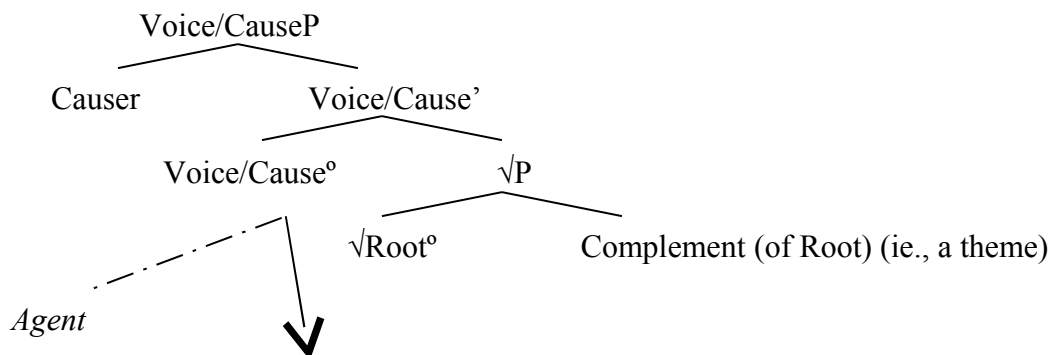 Voice/CauseP
Causer Voice/Cause’
Voice/Causeº √P
√Rootº Complement (of Root) (ie., a theme)
Agent